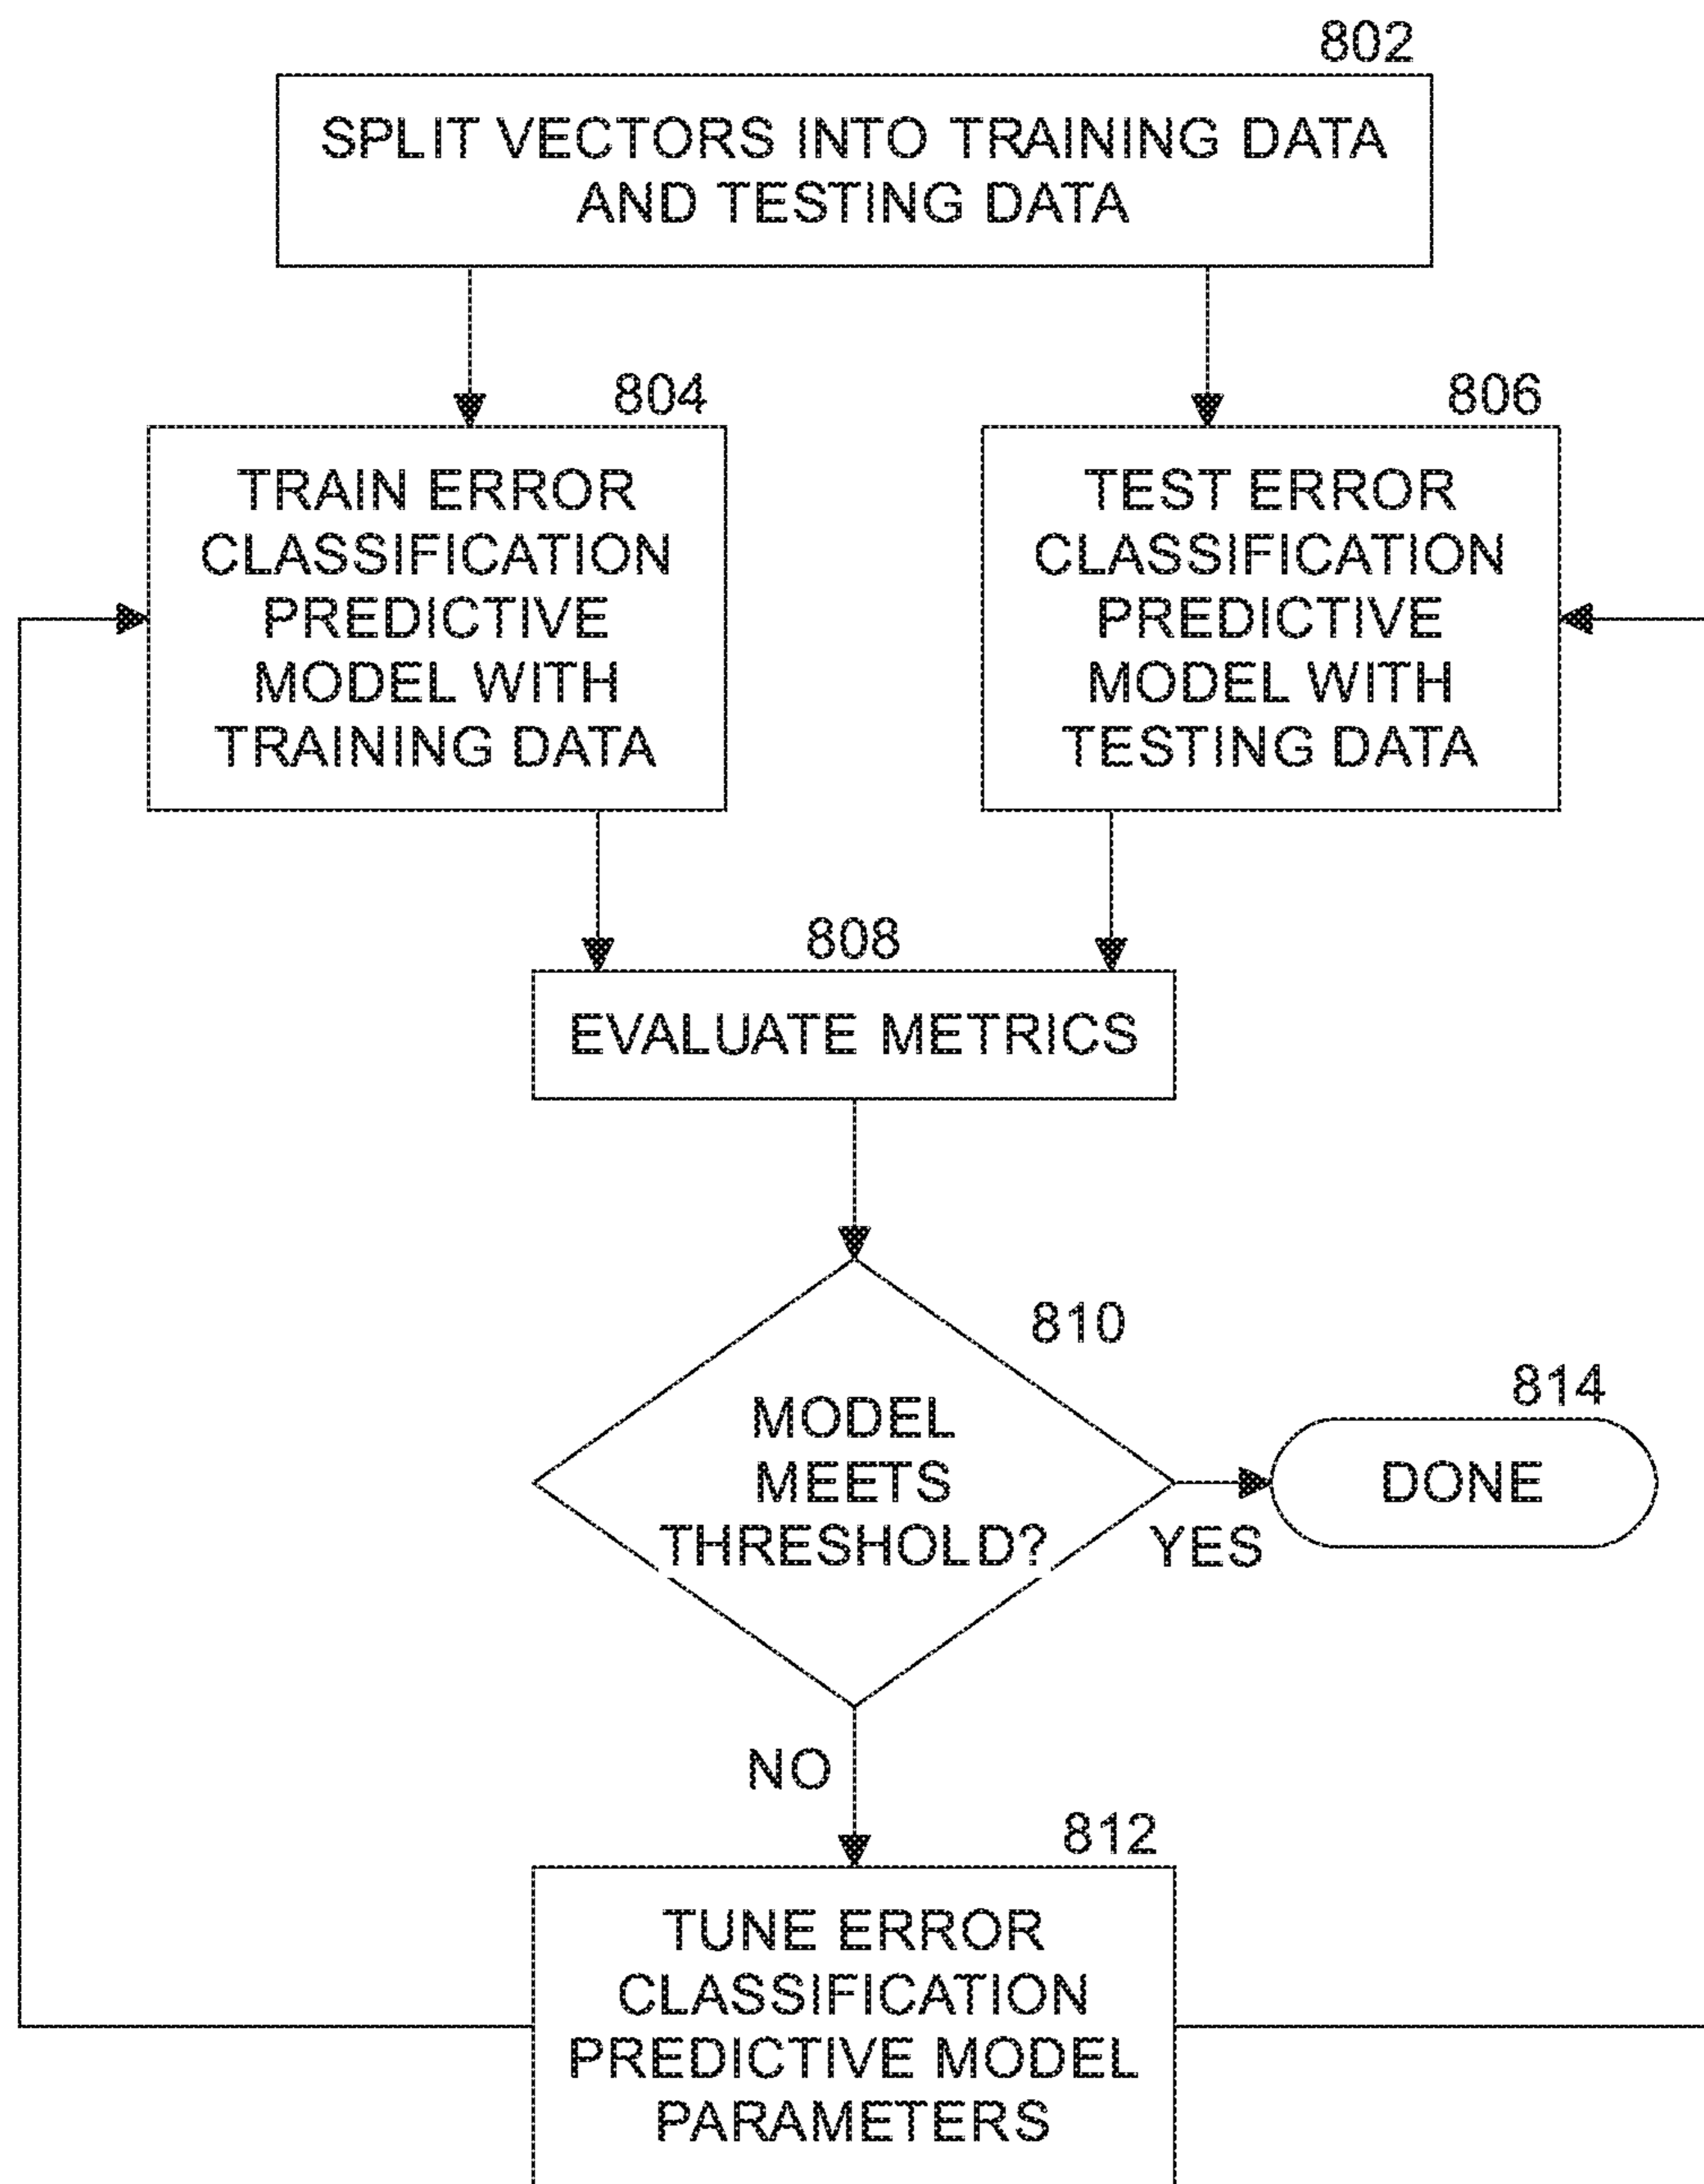 802
SPLIT VECTORS INTO TRAINING DATA
AND TESTING DATA
804
TRAIN ERROR
CLASSIFICATION
PREDICTIVE
MODEL WITH
TRAINING DATA
806
TEST ERROR
CLASSIFICATION
PREDICTIVE
MODEL WITH
TESTING DATA
808
EVALUATE METRICS
810
MODEL
MEETS
THRESHOLD?
YES
814
DONE
NO
812
TUNE ERROR
CLASSIFICATION
PREDICTIVE MODEL
PARAMETERS